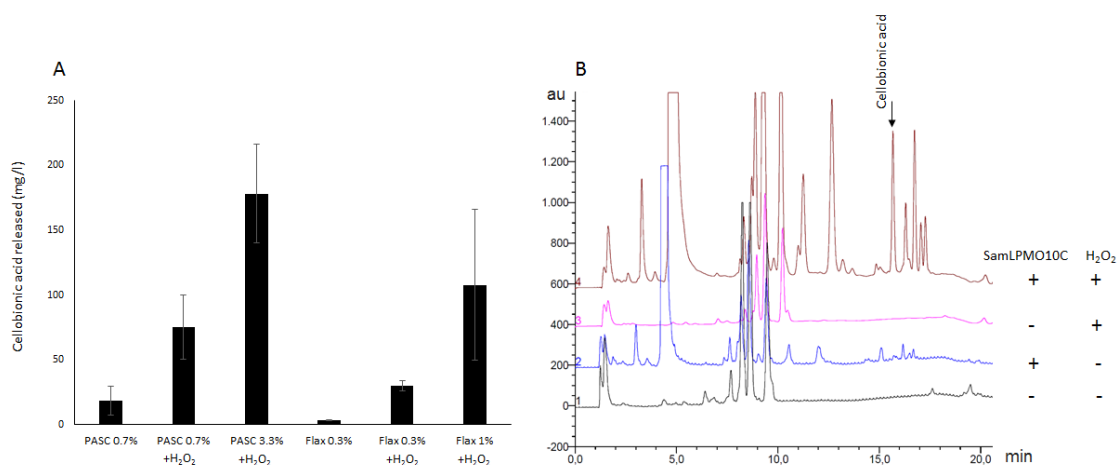 A
Cellobionic acid released (mg/l)
250
200
150
100
50
0
PASC 0.7%
PASC 0.7%
+H₂O₂
PASC 3.3%
+H₂O₂
Flax 0.3%
Flax 0.3%
+H₂O₂
Flax 1%
+H₂O₂
B
au
1.400
1.200
1.000
800
600
400
200
0
-200
0,0
5,0
10,0
15,0
20,0
min
Cellobionic acid
4
3
2
1
SamLPMO10C H₂O₂
+ +
- +
+ -
- -